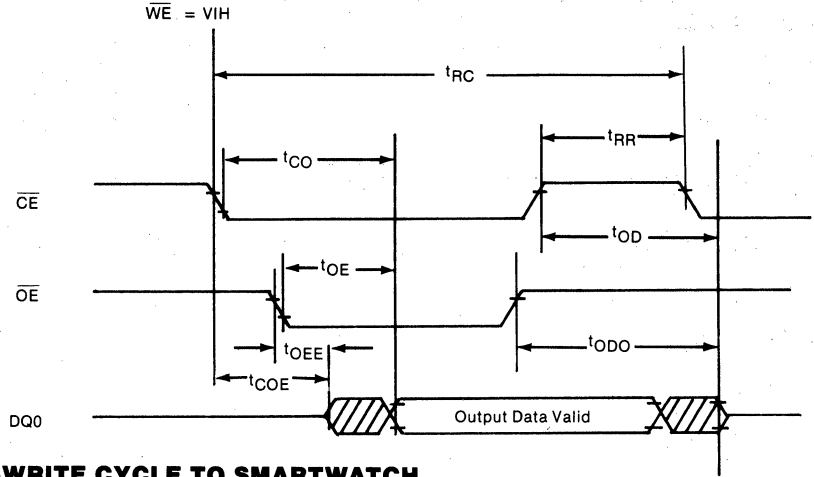 WE = VIH
tRC
tRR
tCO
CE
tOD
tOE
OE
tODO
tOEE
tCOE
DQ0
Output Data Valid
WRITE CYCLE TO SMARTWATCH